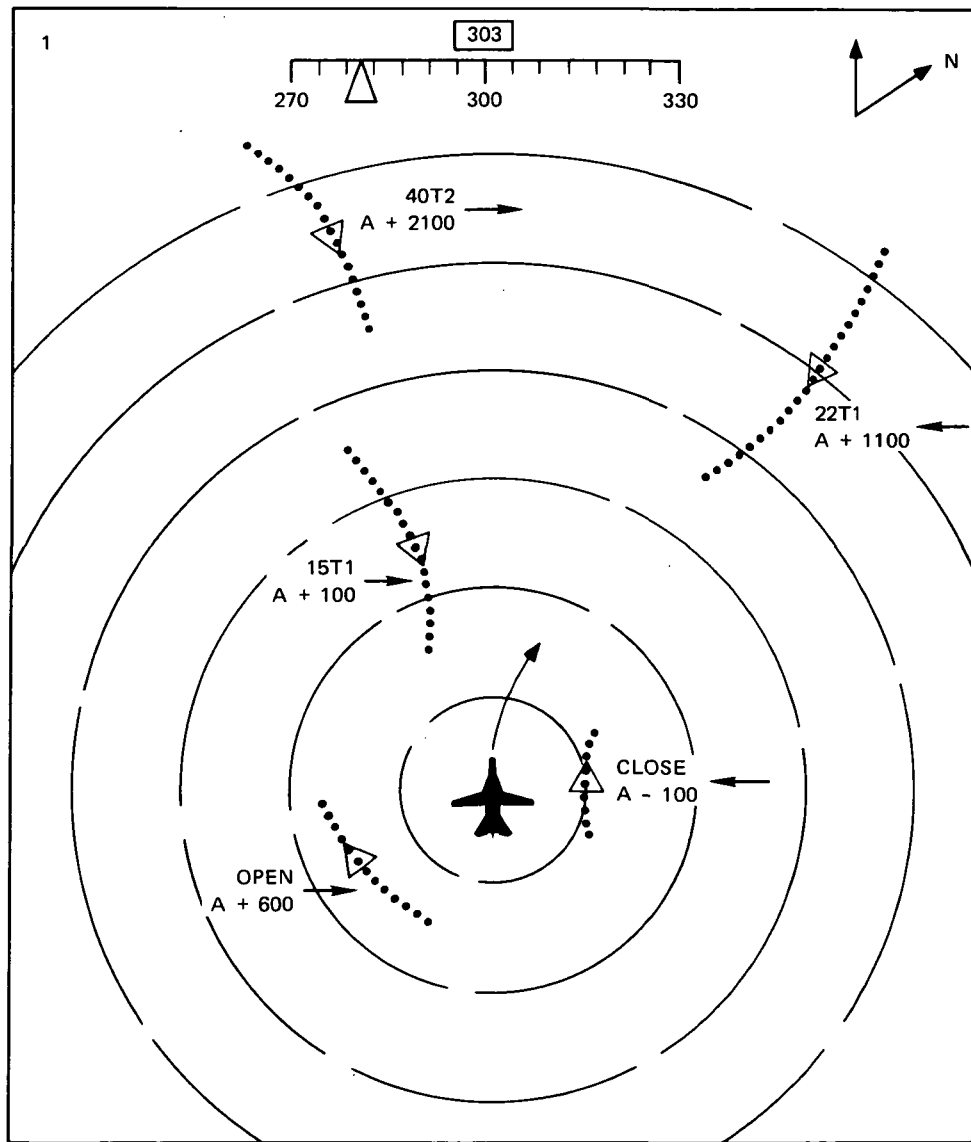 1
303
N
270
300
330
40T2
A + 2100
22T1
A + 1100
15T1
A + 100
CLOSE
A - 100
OPEN
A + 600